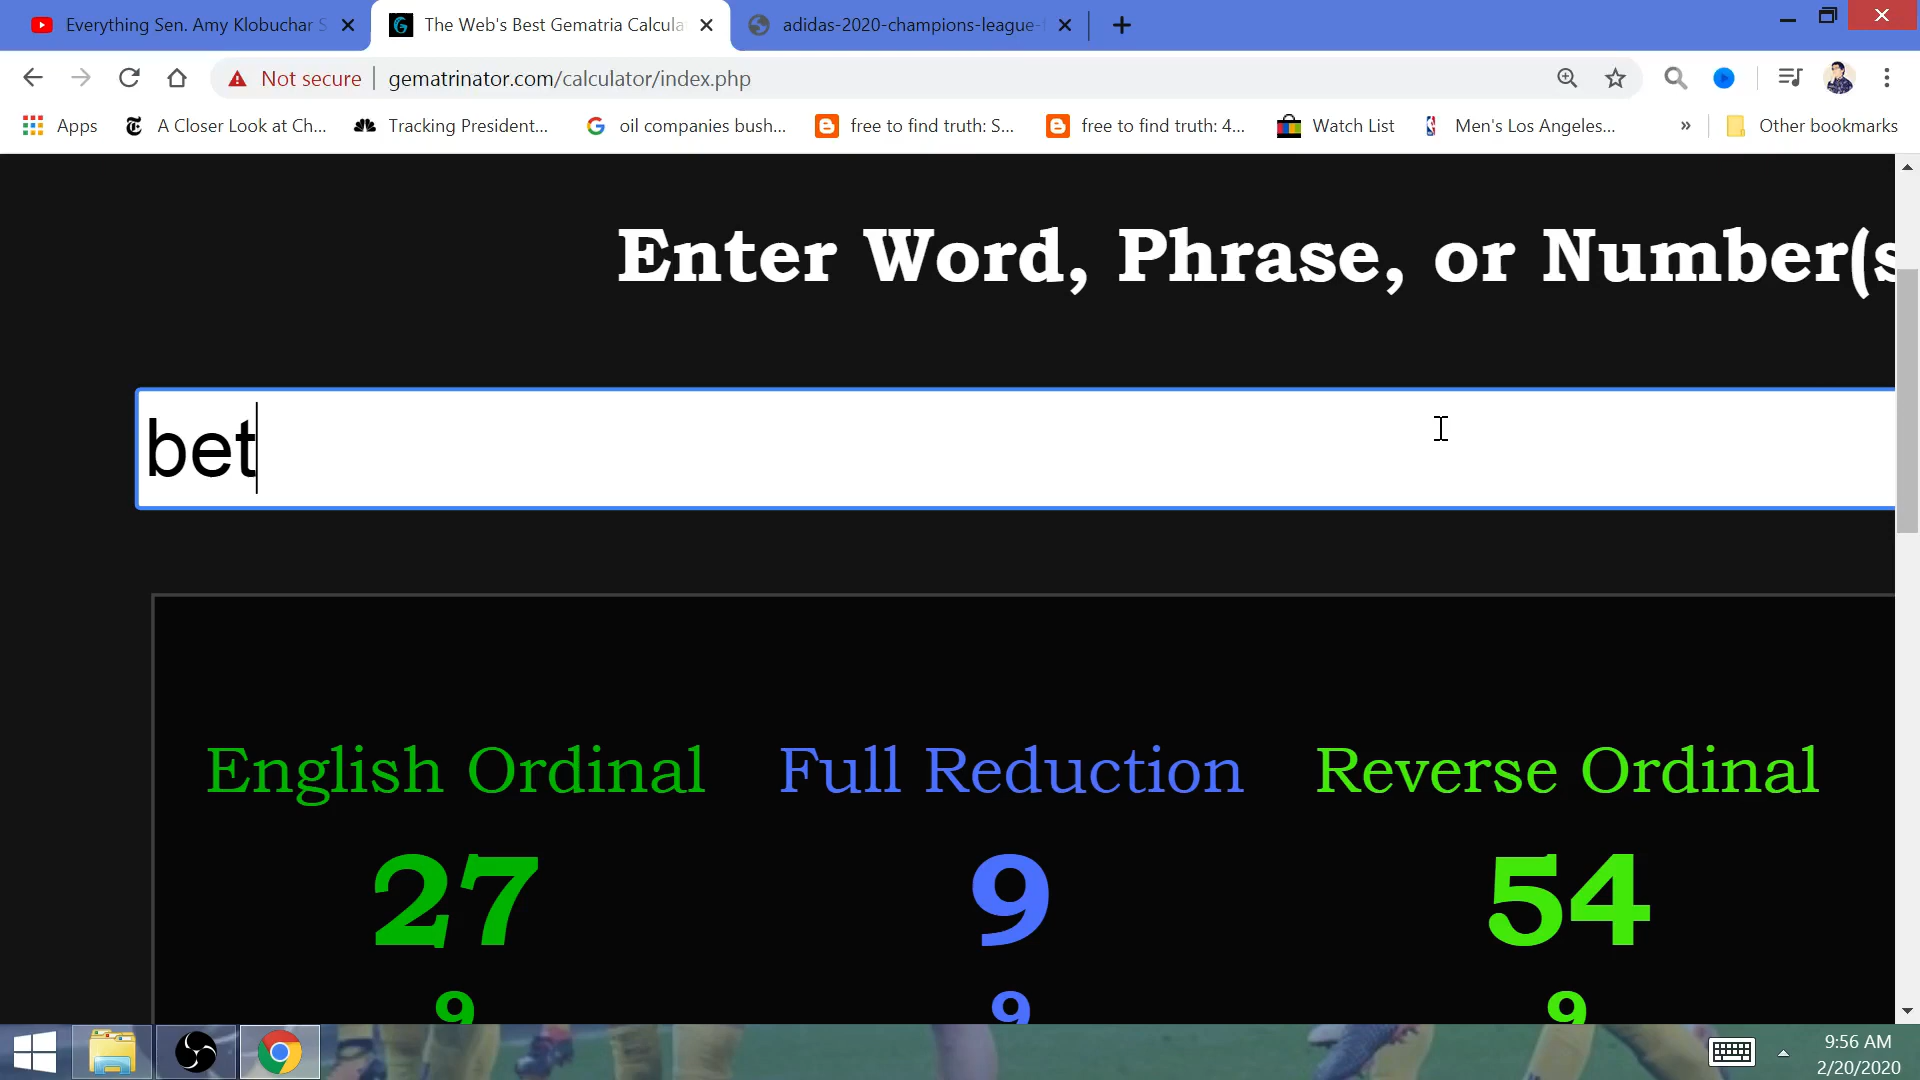 Everything Sen. Amy Klobuchar S
The Web's Best Gematria Calcula
adidas-2020-champions-league-
Not secure
gematrinator.com/calculator/index.php
Apps
A Closer Look at Ch...
Tracking President...
oil companies bush...
free to find truth: S...
free to find truth: 4...
Watch List
Men's Los Angeles...
»
Other bookmarks
Enter Word, Phrase, or Number(s
bet
English Ordinal Full Reduction Reverse Ordinal
27 9 54
9 9 9
9:56 AM
2/20/2020